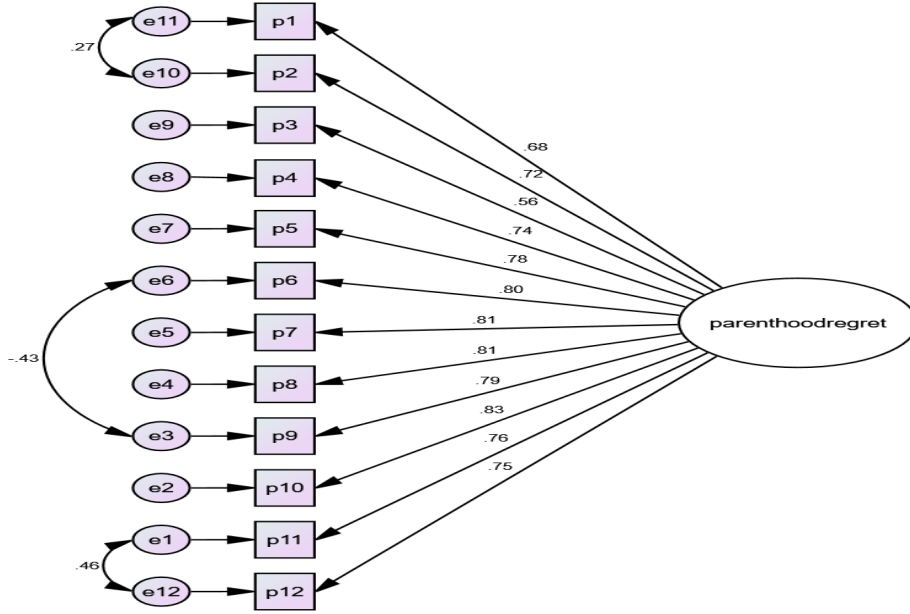 e11 p1
.27
e10 p2
e9 p3
.68
e8 p4
.72
.56
e7 p5
.74
.78
e6 p6
.80
parenthoodregret
e5 p7
.81
-.43
.81
e4 p8
.79
e3 p9
.83
.76
e2 p10
.75
e1 p11
.46
e12 p12